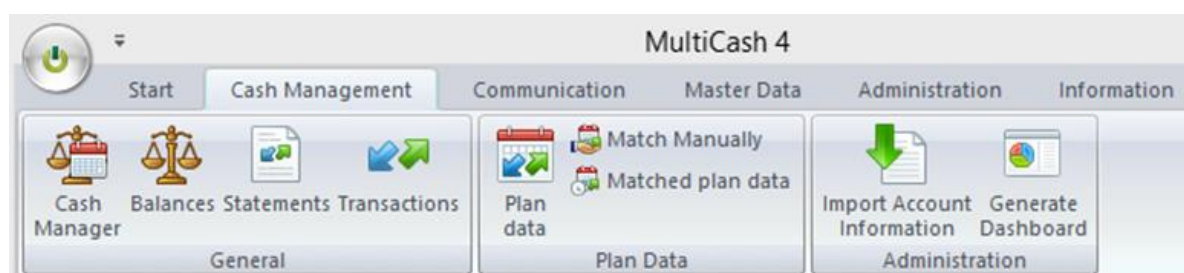 MultiCash 4
Start Cash Management Communication Master Data Administration Information
Cash Manager
Balances
Statements
Transactions
General
Plan data
Match Manually
Matched plan data
Plan Data
Import Account Information
Generate Dashboard
Administration